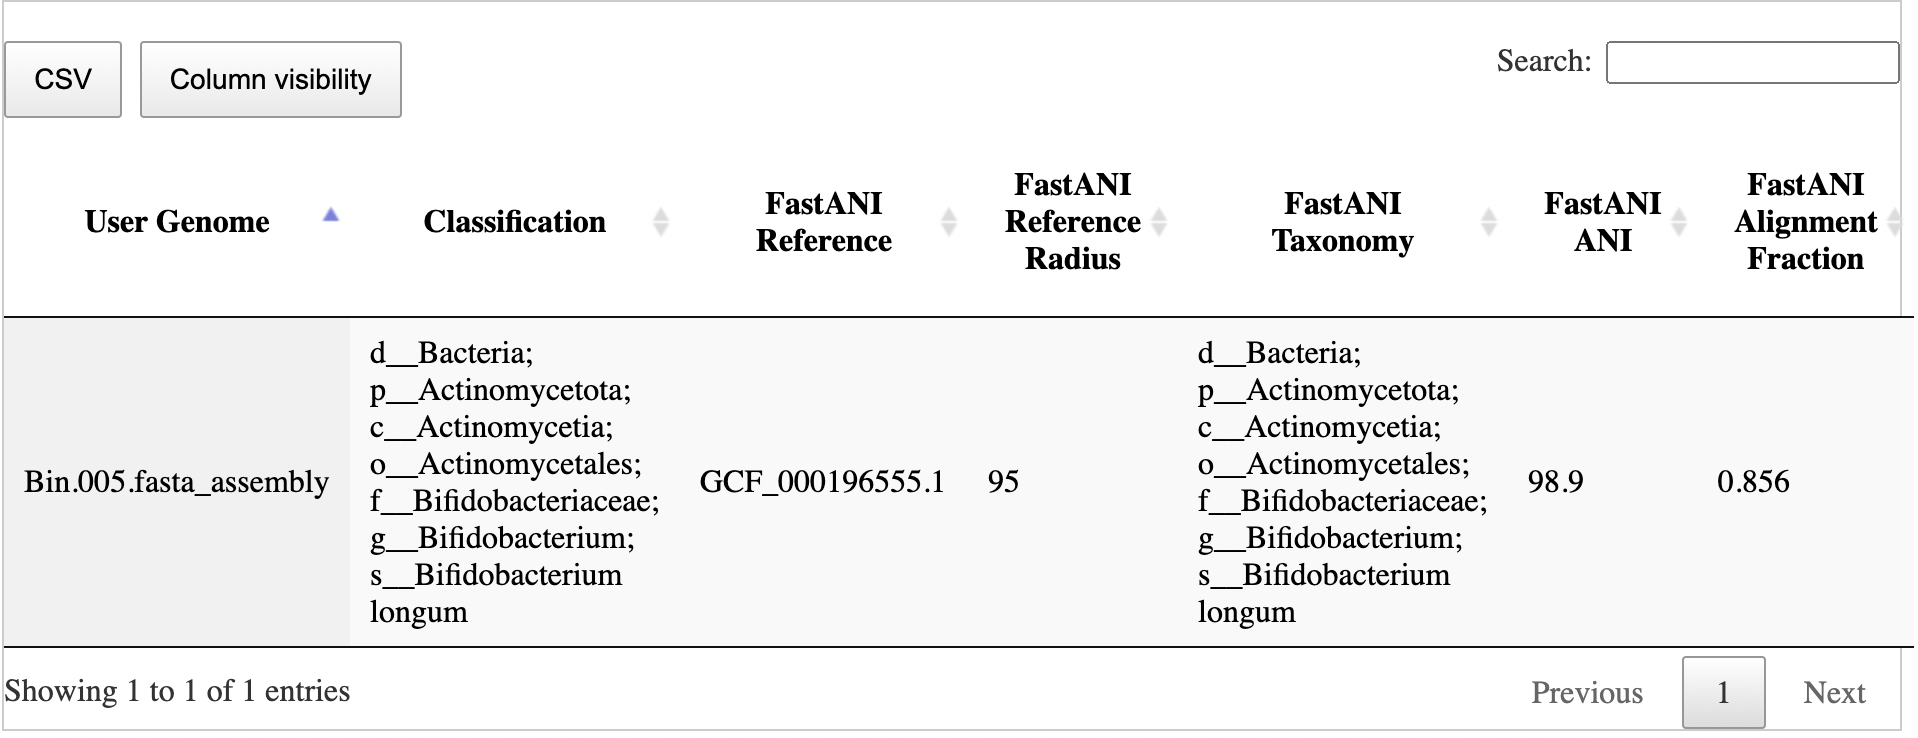 CSV
Column visibility
Search:
User Genome
Classification
FastANI
Reference
FastANI
Reference
Radius
FastANI
Taxonomy
FastANI
ANI
FastANI
Alignment
Fraction
Bin.005.fasta_assembly
d__Bacteria;
p__Actinomycetota;
c__Actinomycetia;
o__Actinomycetales;
f__Bifidobacteriaceae;
g__Bifidobacterium;
s__Bifidobacterium
longum
GCF_000196555.1
95
d__Bacteria;
p__Actinomycetota;
c__Actinomycetia;
o__Actinomycetales;
f__Bifidobacteriaceae;
g__Bifidobacterium;
s__Bifidobacterium
longum
98.9
0.856
Showing 1 to 1 of 1 entries
Previous
1
Next